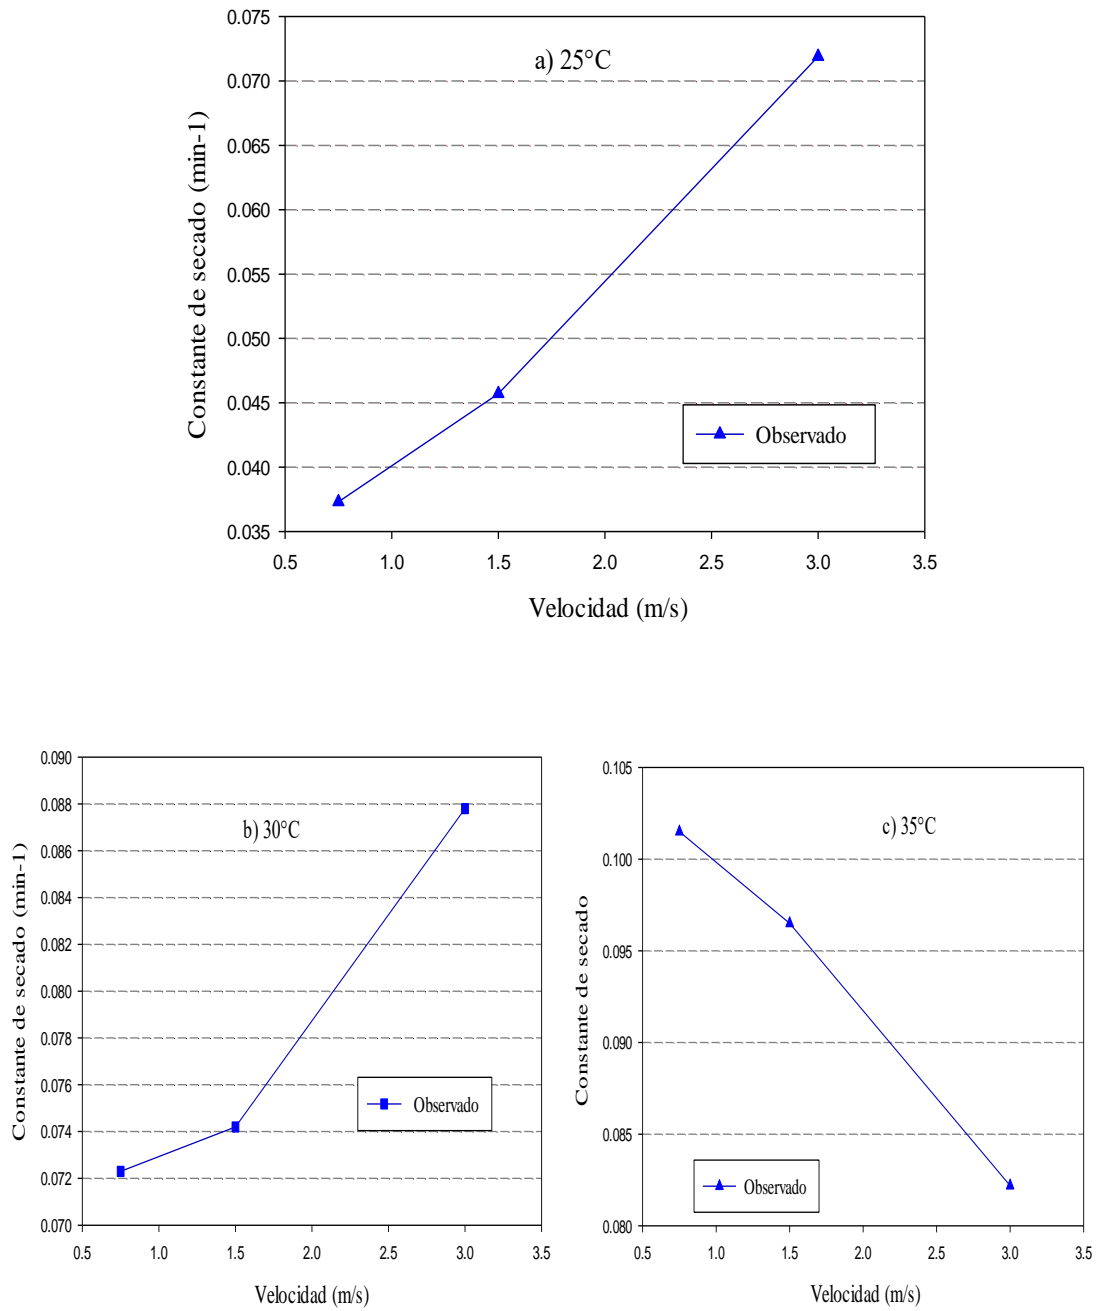 a) 25°C
Constante de secado (min-1)
0.075
0.070
0.065
0.060
0.055
0.050
0.045
0.040
0.035
Observado
0.5 1.0 1.5 2.0 2.5 3.0 3.5
Velocidad (m/s)
b) 30°C
Constante de secado (min-1)
0.090
0.088
0.086
0.084
0.082
0.080
0.078
0.076
0.074
0.072
0.070
Observado
0.5 1.0 1.5 2.0 2.5 3.0 3.5
Velocidad (m/s)
c) 35°C
Constante de secado
0.105
0.100
0.095
0.090
0.085
0.080
Observado
0.5 1.0 1.5 2.0 2.5 3.0 3.5
Velocidad (m/s)